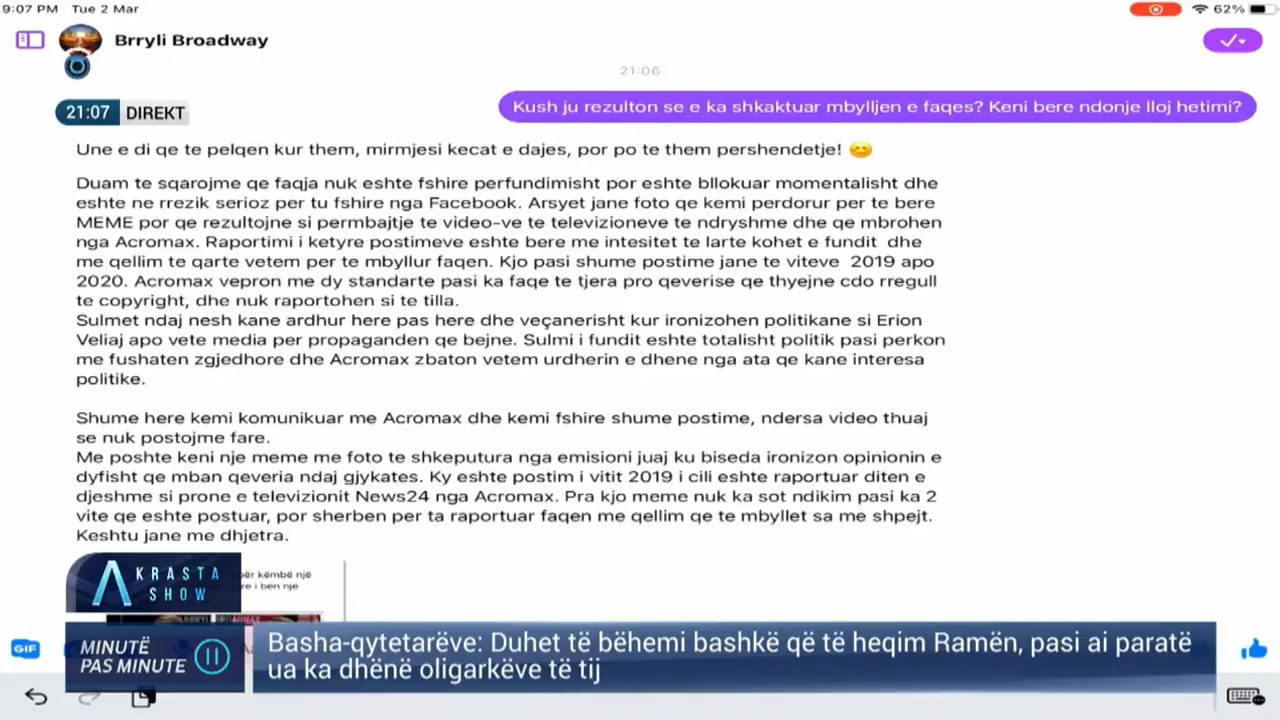 9:07 PM Tue 2 Mar
62%
Brryli Broadway
21:06
21:07 DIREKT
Kush ju rezulton se e ka shkaktuar mbylljen e faqes? Keni bere ndonje lloj hetimi?
Une e di qe te pelqen kur them, mirmjesi kecat e dajes, por po te them pershendetje! 😊
Duam te sqarojme qe faqja nuk eshte fshire perfundimisht por eshte bllokuar momentalisht dhe
eshte ne rrezik serioz per tu fshire nga Facebook. Arsyet jane foto qe kemi perdorur per te bere
MEME por qe rezultojne si permbajtje te video-ve te televizioneve te ndryshme dhe qe mbrohen
nga Acromax. Raportimi i ketyre postimeve eshte bere me intesitet te larte kohet e fundit dhe
me qellim te qarte vetem per te mbyllur faqen. Kjo pasi shume postime jane te viteve 2019 apo
2020. Acromax vepron me dy standarte pasi ka faqe te tjera pro qeverise qe thyejne cdo rregull
te copyright, dhe nuk raportohen si te tilla.
Sulmet ndaj nesh kane ardhur here pas here dhe veçanerisht kur ironizohen politikane si Erion
Veliaj apo vete media per propaganden qe bejne. Sulmi i fundit eshte totalisht politik pasi perkon
me fushaten zgjedhore dhe Acromax zbaton vetem urdherin e dhene nga ata qe kane interesa
politike.
Shume here kemi komunikuar me Acromax dhe kemi fshire shume postime, ndersa video thuaj
se nuk postojme fare.
Me poshte keni nje meme me foto te shkeputura nga emisioni juaj ku biseda ironizon opinionin e
dyfisht qe mban qeveria ndaj gjykates. Ky eshte postim i vitit 2019 i cili eshte raportuar diten e
djeshme si prone e televizionit News24 nga Acromax. Pra kjo meme nuk ka sot ndikim pasi ka 2
vite qe eshte postuar, por sherben per ta raportuar faqen me qellim qe te mbyllet sa me shpejt.
Keshtu jane me dhjetra.
KRASTA
SHOW
për këmbë një
i bën një
GIF
MINUTË
PAS MINUTE
Basha-qytetarëve: Duhet të bëhemi bashkë që të heqim Ramën, pasi ai paratë
ua ka dhënë oligarkëve të tij